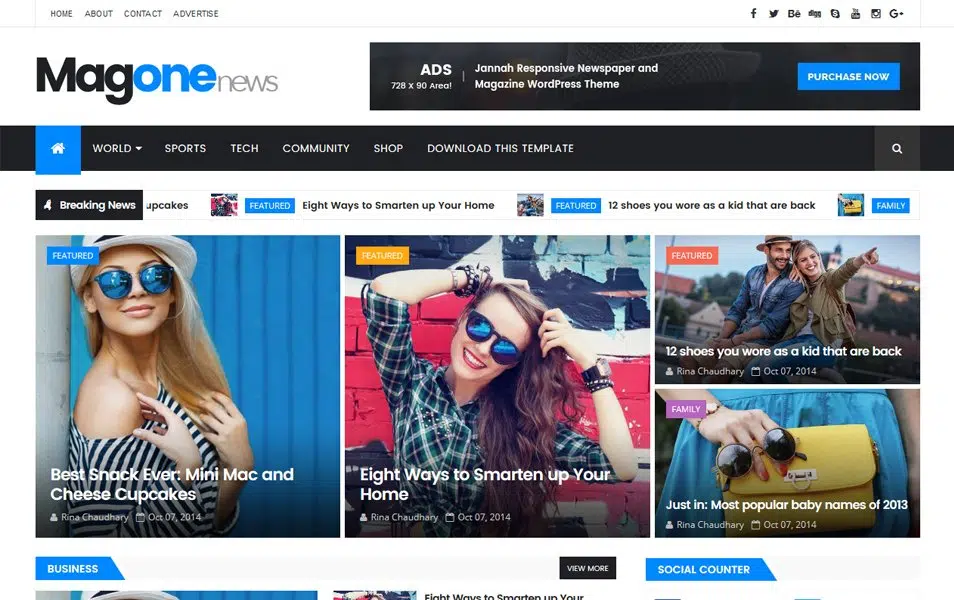 HOME ABOUT CONTACT ADVERTISE
Magonenews
ADS
728 x 90 Area!
Jannah Responsive Newspaper and
Magazine WordPress Theme
PURCHASE NOW
WORLD SPORTS TECH COMMUNITY SHOP DOWNLOAD THIS TEMPLATE
Breaking News upcakes FEATURED Eight Ways to Smarten up Your Home FEATURED 12 shoes you wore as a kid that are back FAMILY
FEATURED
Best Snack Ever: Mini Mac and
Cheese Cupcakes
Rina Chaudhary Oct 07, 2014
FEATURED
Eight Ways to Smarten up Your
Home
Rina Chaudhary Oct 07, 2014
FEATURED
12 shoes you wore as a kid that are back
Rina Chaudhary Oct 07, 2014
FAMILY
Just in: Most popular baby names of 2013
Rina Chaudhary Oct 07, 2014
BUSINESS VIEW MORE
SOCIAL COUNTER
Eight Ways to Smarten up Your